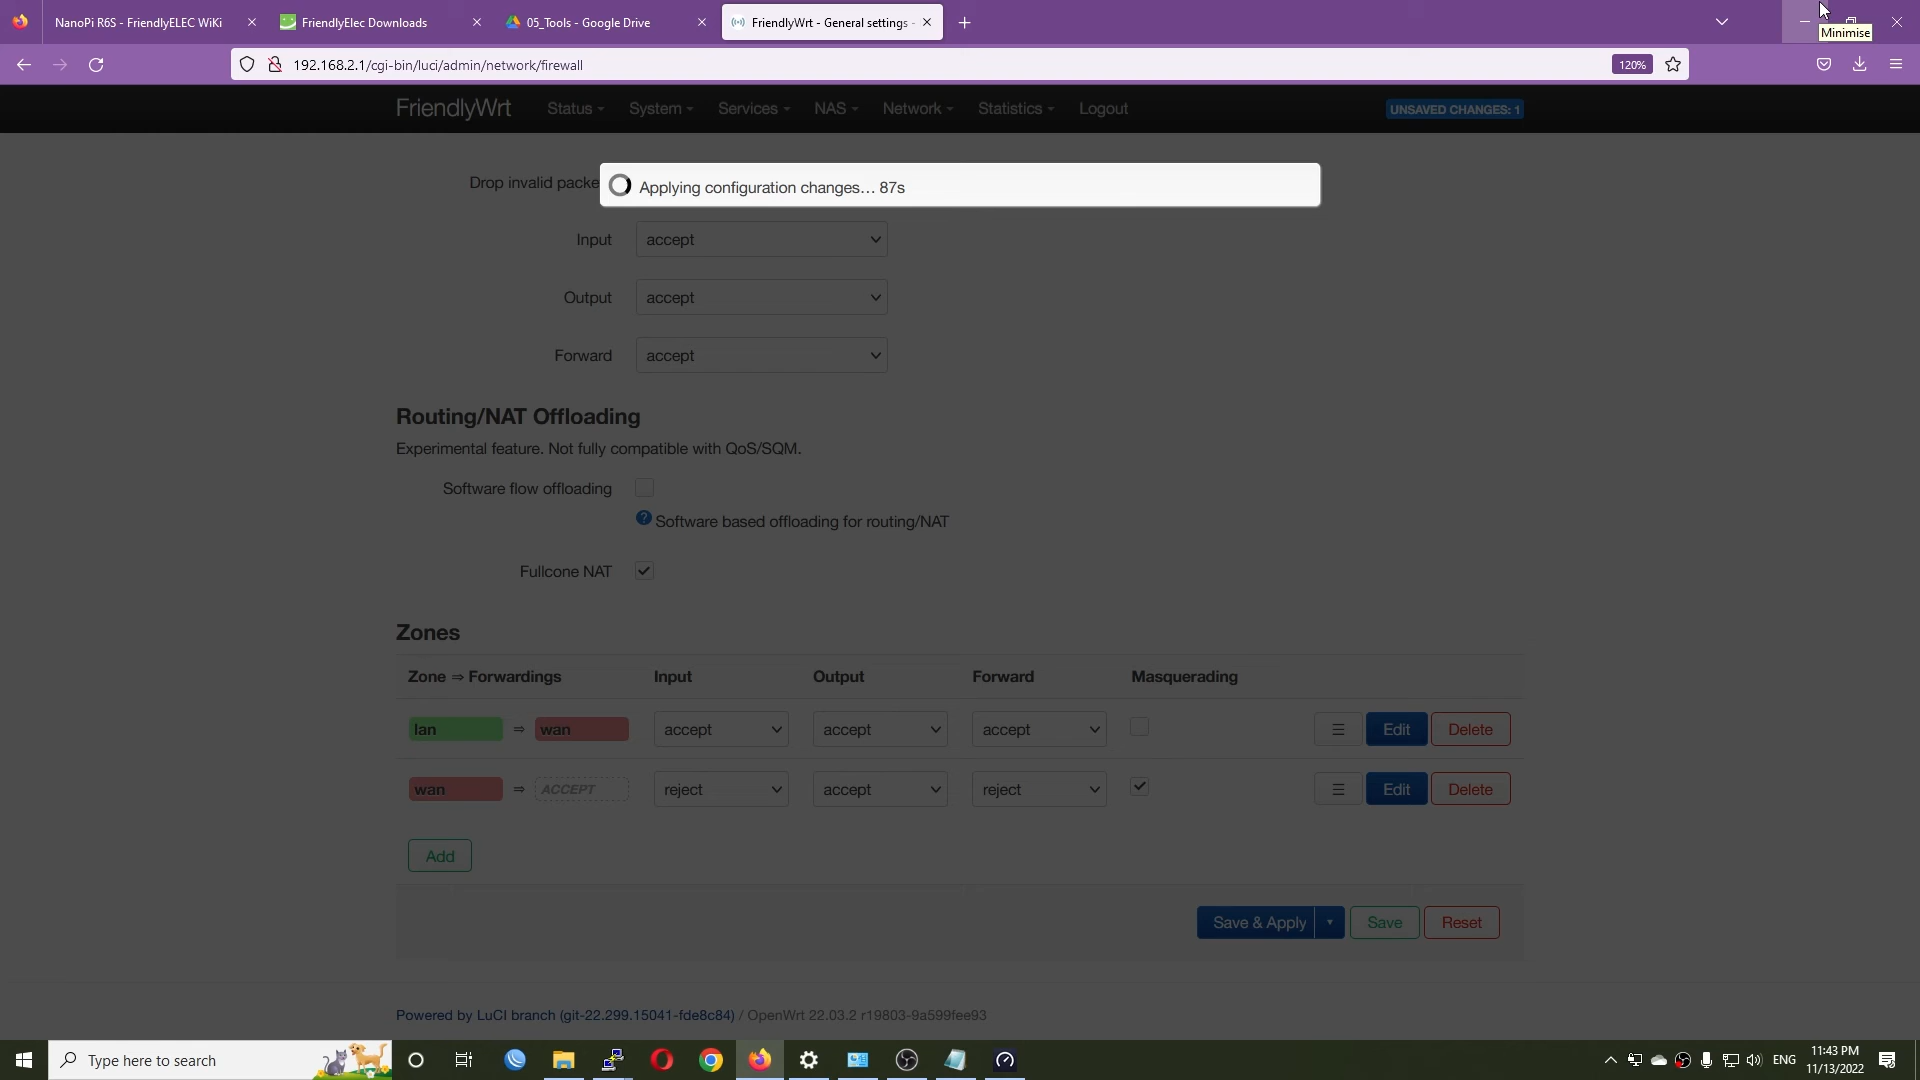 NanoPi R6S - FriendlyELEC WiKi
FriendlyElec Downloads
05_Tools - Google Drive
FriendlyWrt - General settings -
Minimise
192.168.2.1/cgi-bin/luci/admin/network/firewall
120%
FriendlyWrt
Status
System
Services
NAS
Network
Statistics
Logout
UNSAVED CHANGES: 1
Drop invalid packe
Applying configuration changes… 87s
Input
accept
Output
accept
Forward
accept
Routing/NAT Offloading
Experimental feature. Not fully compatible with QoS/SQM.
Software flow offloading
Software based offloading for routing/NAT
Fullcone NAT
Zones
Zone ⇒ Forwardings
Input
Output
Forward
Masquerading
lan ⇒ wan
accept
accept
accept
Edit
Delete
wan ⇒ ACCEPT
reject
accept
reject
Edit
Delete
Add
Save & Apply
Save
Reset
Powered by LuCI branch (git-22.299.15041-fde8c84) / OpenWrt 22.03.2 r19803-9a599fee93
Type here to search
ENG
11:43 PM
11/13/2022